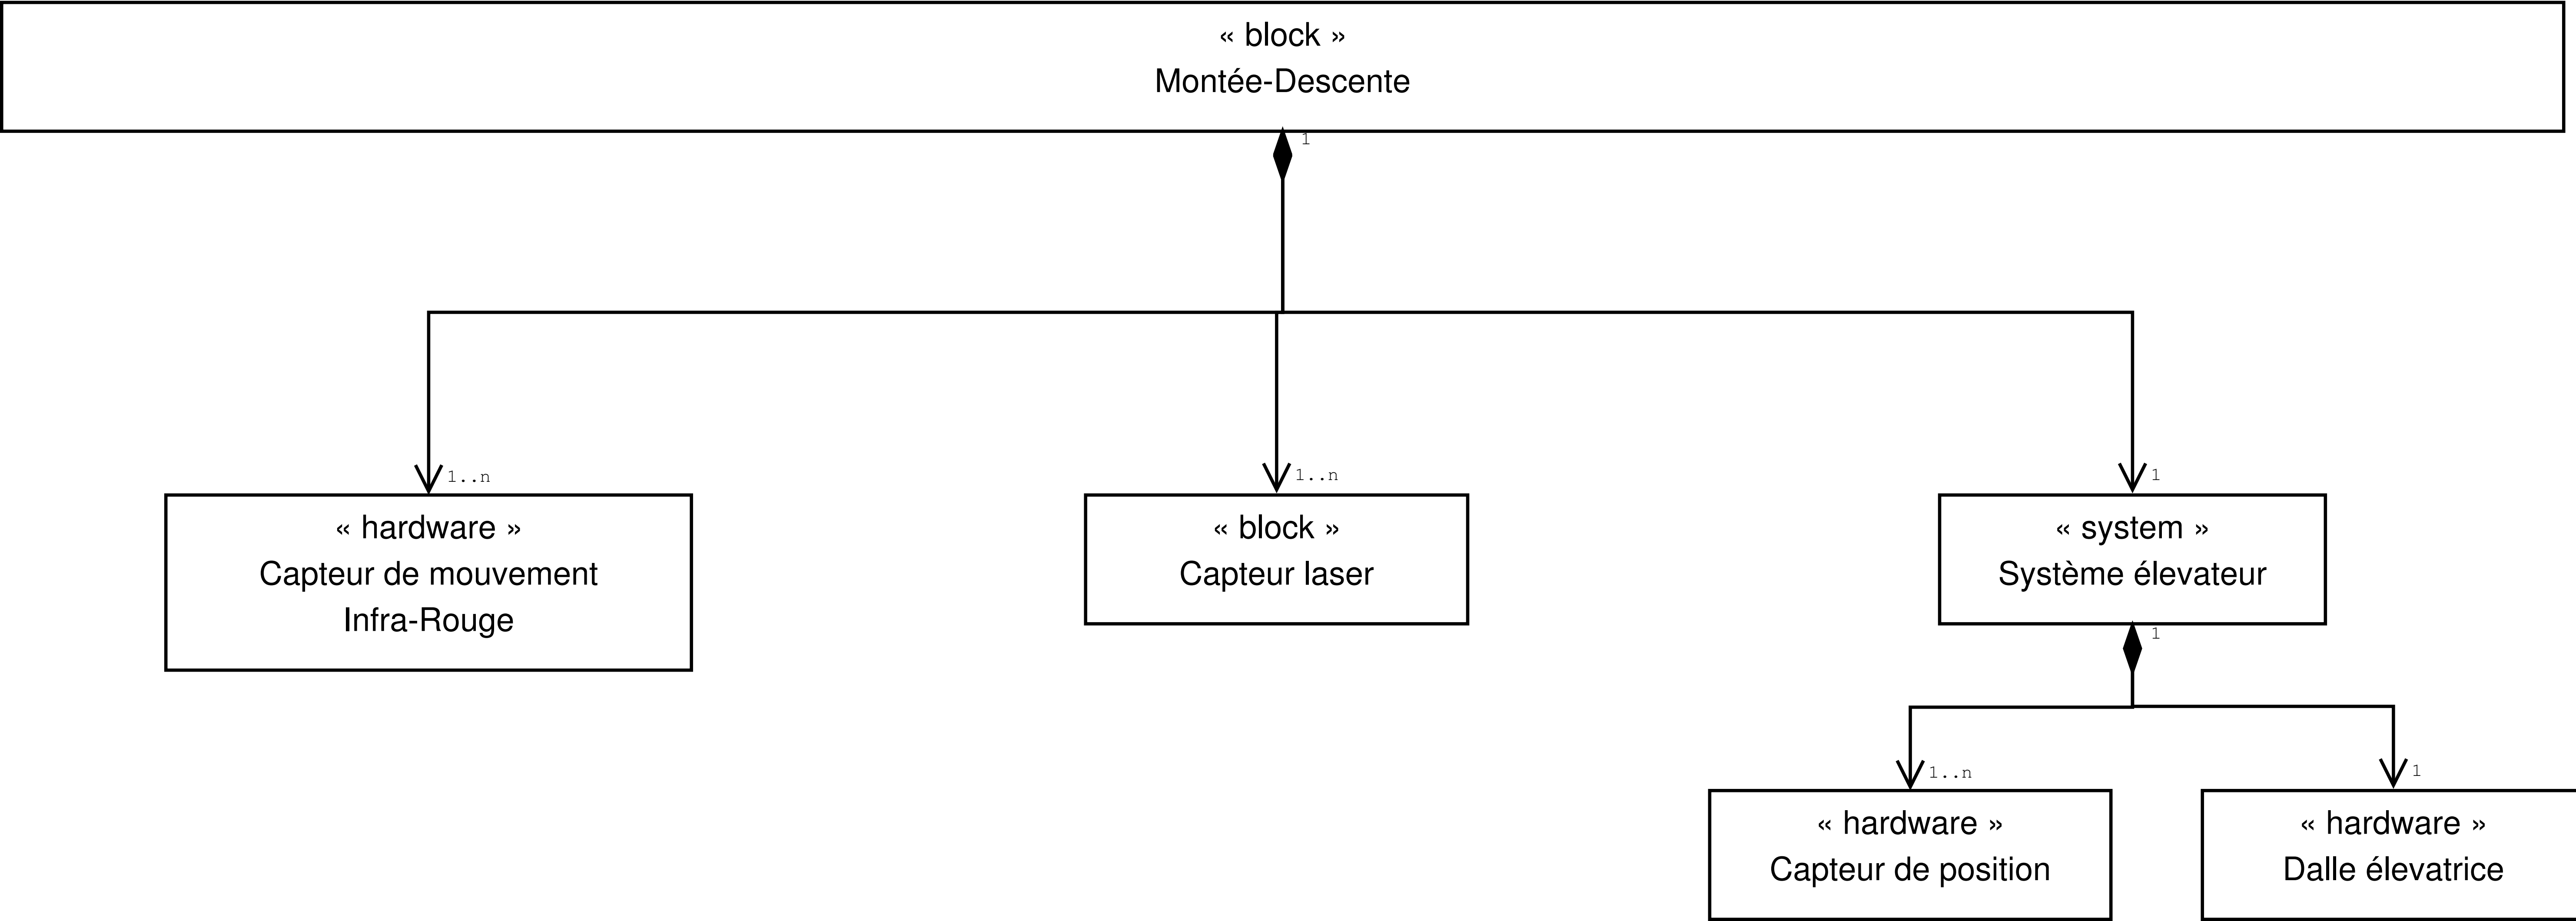 « block »
Montée-Descente
1
1..n
1..n
1
« hardware »
Capteur de mouvement
Infra-Rouge
« block »
Capteur laser
« system »
Système élevateur
1
1..n
1
« hardware »
Capteur de position
« hardware »
Dalle élevatrice